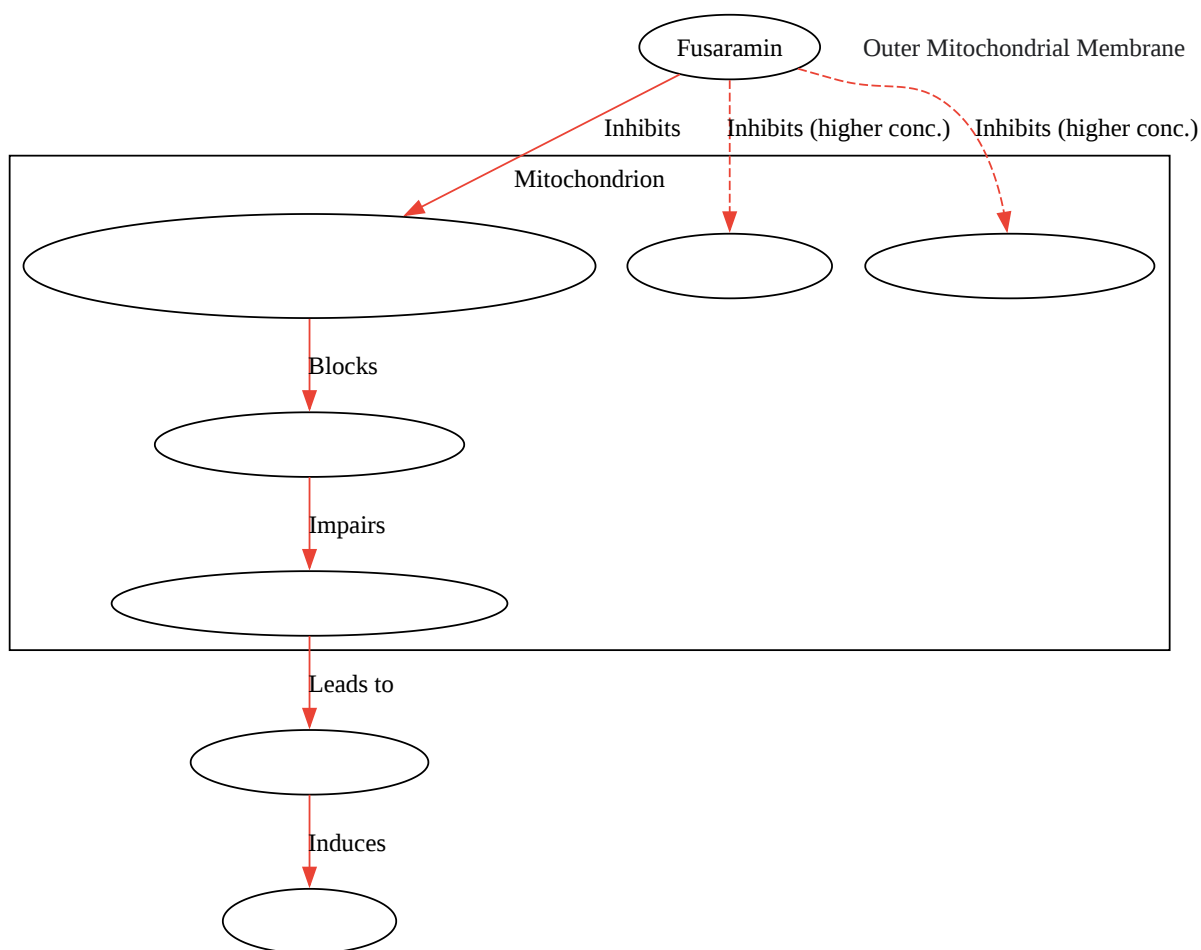 Fusaramin
Outer Mitochondrial Membrane
Inhibits
Inhibits (higher conc.)
Inhibits (higher conc.)
Mitochondrion
Blocks
Impairs
Leads to
Induces